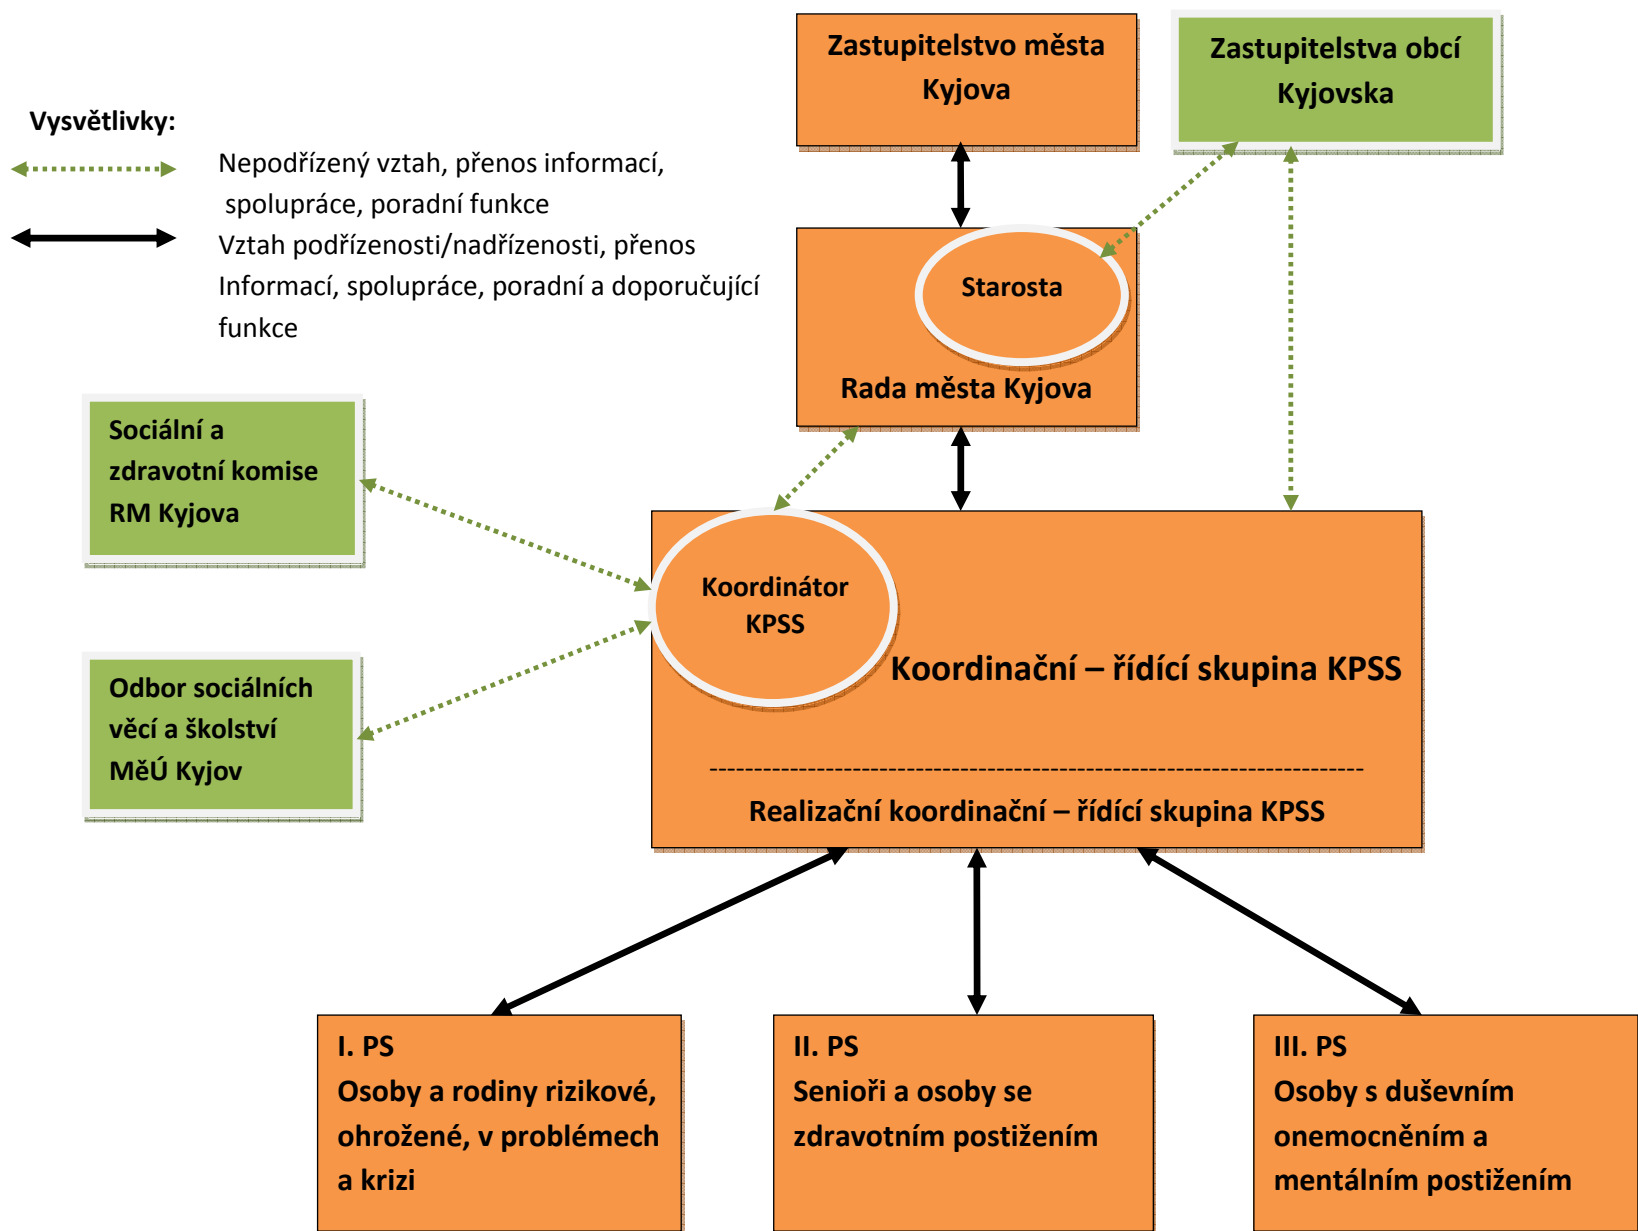 Zastupitelstvo města
Kyjova
Zastupitelstva obcí
Kyjovska
Vysvětlivky:
Nepodřízený vztah, přenos informací,
spolupráce, poradní funkce
Vztah podřízenosti/nadřízenosti, přenos
Informací, spolupráce, poradní a doporučující
funkce
Starosta
Rada města Kyjova
Sociální a
zdravotní komise
RM Kyjova
Koordinátor
KPSS
Koordinační – řídící skupina KPSS
Odbor sociálních
věcí a školství
MěÚ Kyjov
Realizační koordinační – řídící skupina KPSS
I. PS
Osoby a rodiny rizikové,
ohrožené, v problémech
a krizi
II. PS
Senioři a osoby se
zdravotním postižením
III. PS
Osoby s duševním
onemocněním a
mentálním postižením